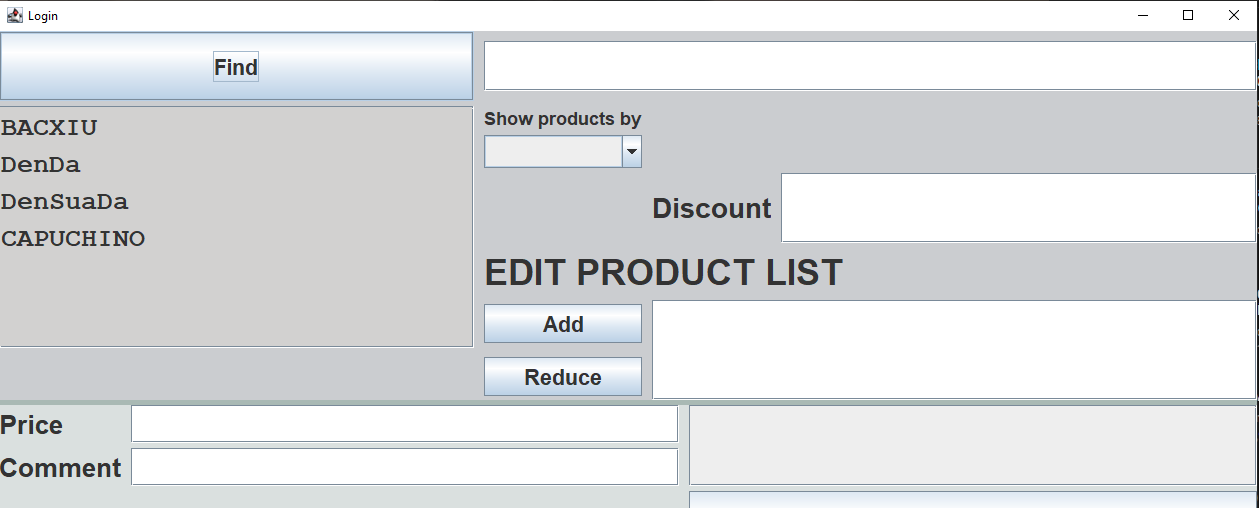 Login
Find
BACXIU
DenDa
DenSuaDa
CAPUCHINO
Show products by
Discount
EDIT PRODUCT LIST
Add
Reduce
Price
Comment